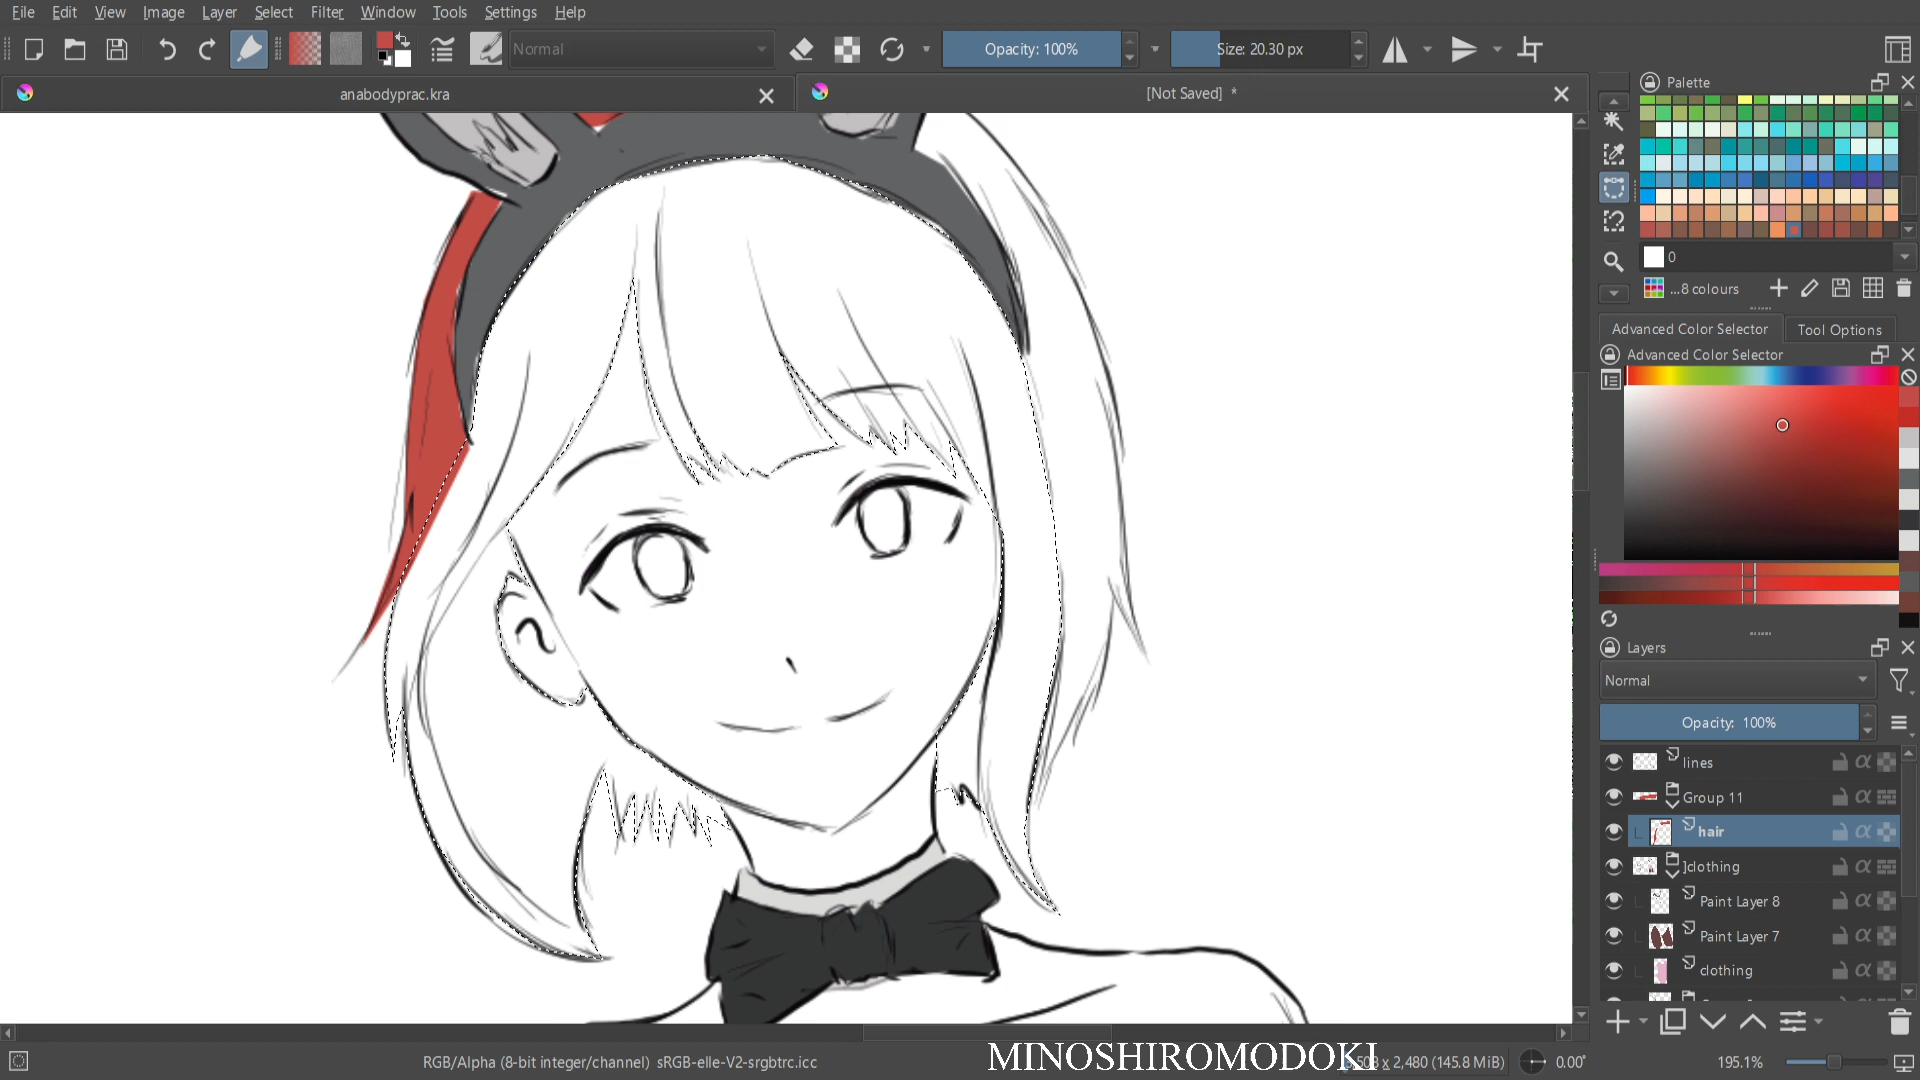 File Edit View Image Layer Select Filter Tools Settings Window Help
Normal
Opacity: 100%
Size: 20.30 px
anabodyprac.kra
[Not Saved] *
Palette
0
...8 colours
Advanced Color Selector
Tool Options
Advanced Color Selector
Layers
Normal
Opacity: 100%
lines
Group 11
hair
]clothing
Paint Layer 8
Paint Layer 7
clothing
RGB/Alpha (8-bit integer/channel) sRGB-elle-V2-srgbtrc.icc
MINOSHIROMODOKI
x 2,480 (145.8 MiB)
0.00°
195.1%